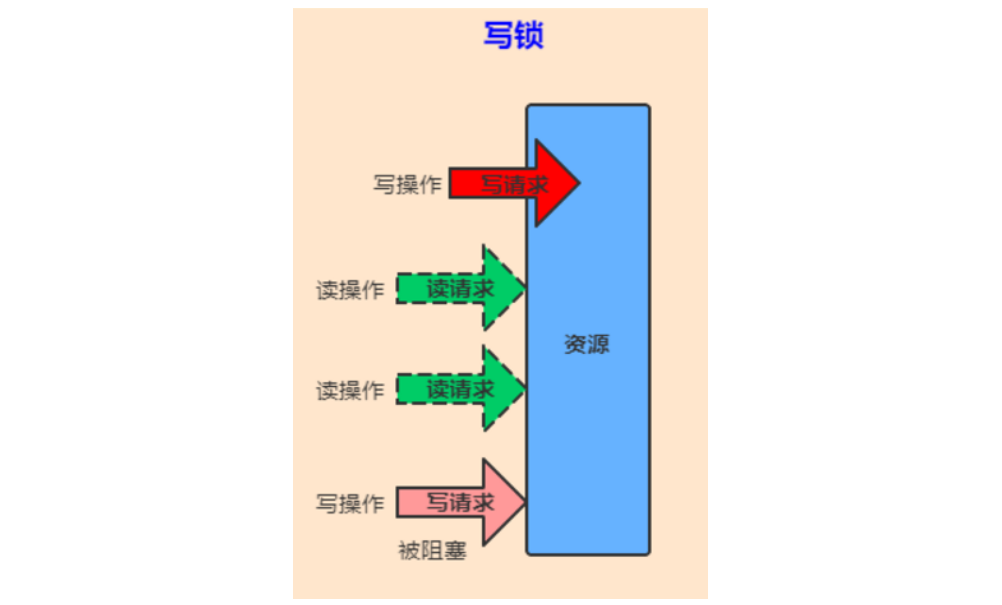 写锁
写操作 写请求
读操作 读请求
资源
读操作 读请求
写操作 写请求
被阻塞